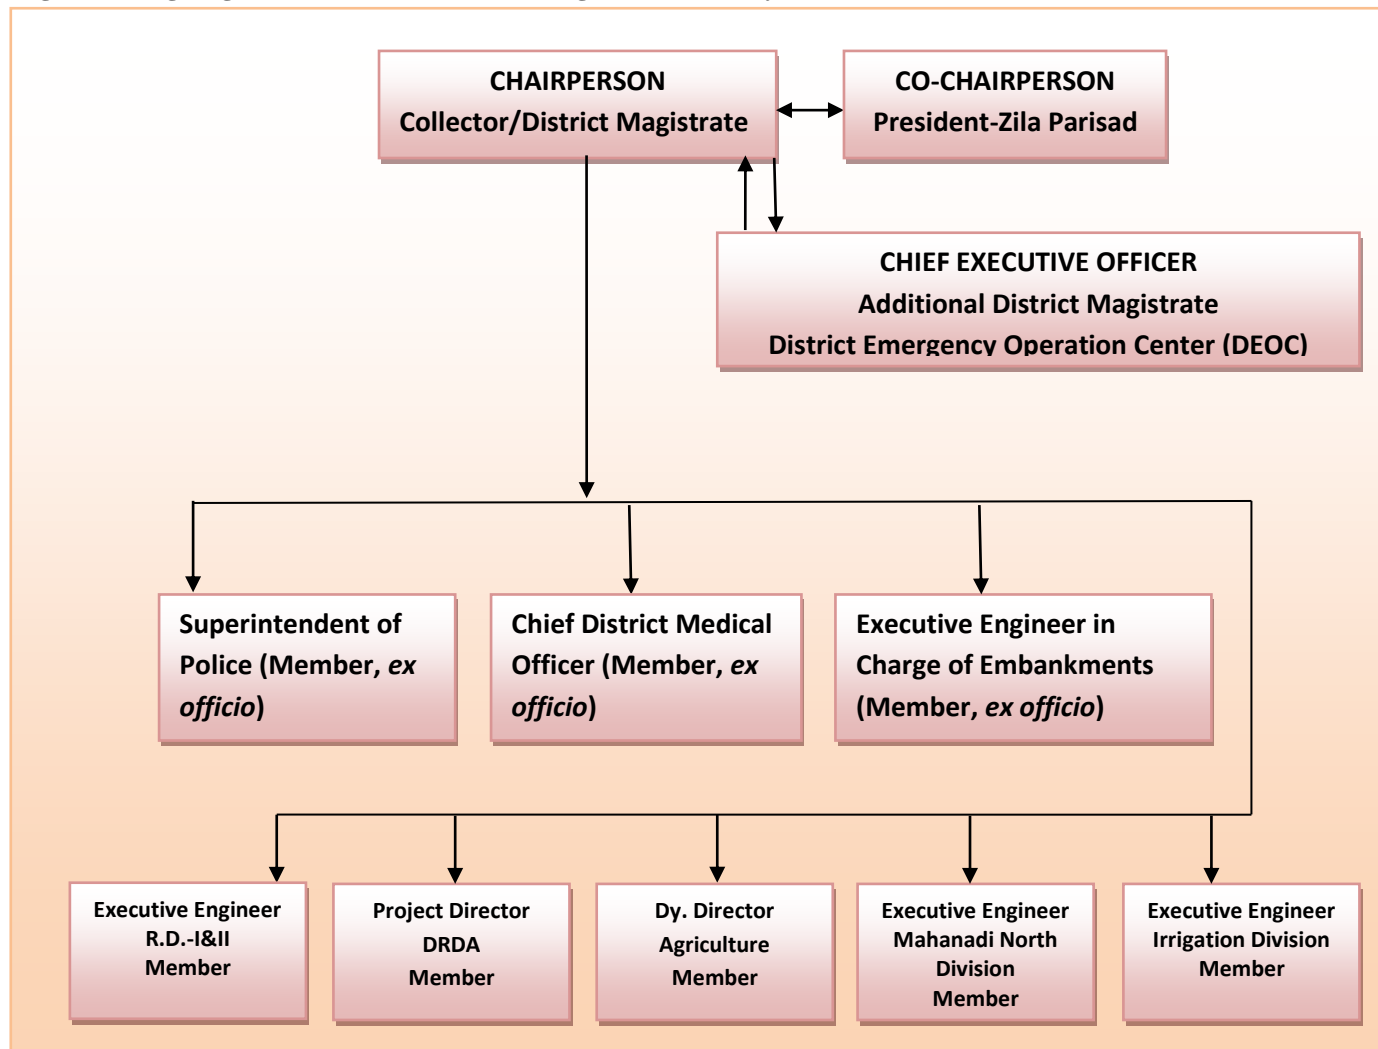 CHAIRPERSON
Collector/District Magistrate
CO-CHAIRPERSON
President-Zila Parisad
CHIEF EXECUTIVE OFFICER
Additional District Magistrate
District Emergency Operation Center (DEOC)
Superintendent of
Police (Member, ex
officio)
Chief District Medical
Officer (Member, ex
officio)
Executive Engineer in
Charge of Embankments
(Member, ex officio)
Executive Engineer
R.D.-I&II
Member
Project Director
DRDA
Member
Dy. Director
Agriculture
Member
Executive Engineer
Mahanadi North
Division
Member
Executive Engineer
Irrigation Division
Member